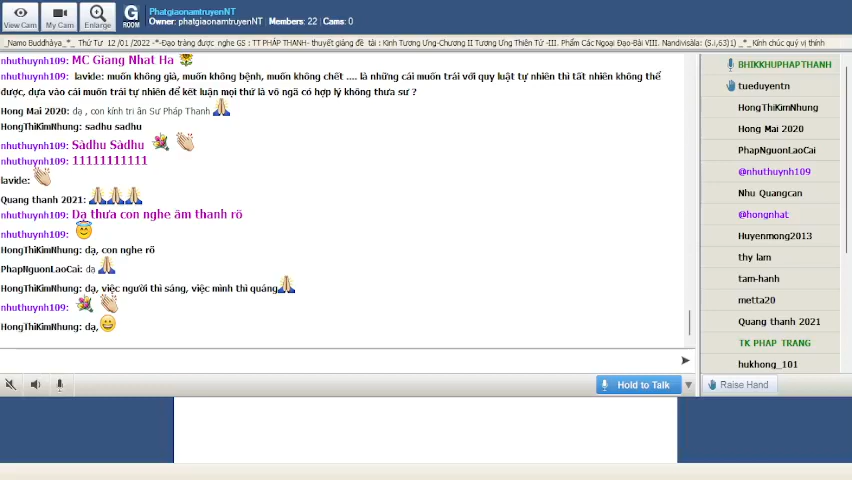 PhatgiaonamtruyenNT
Owner: phatgiaonamtruyenNT | Members: 22 | Cams: 0
View Cam
My Cam
Enlarge
G
ROOM
_Namo Buddhàya_*_ Thứ Tư 12/01 /2022 -*-Đạo tràng được nghe GS : TT PHÁP THANH- thuyết giảng đề tài : Kinh Tương Ưng-Chương II Tương Ưng Thiên Tử -III. Phẩm Các Ngoại Đạo-Bài VIII. Nandivisàla: (S.i,63)1) _*_ Kính chúc quý vị thính
nhuthuynh109: MC Giang Nhat Ha
nhuthuynh109: lavide: muốn không già, muốn không bệnh, muốn không chết .... là những cái muốn trái với quy luật tự nhiên thì tất nhiên không thể
được, dựa vào cái muốn trái tự nhiên để kết luận mọi thứ là vô ngã có hợp lý không thưa sư ?
Hong Mai 2020: dạ , con kính tri ân Sư Pháp Thanh
HongThiKimNhung: sadhu sadhu
nhuthuynh109: Sàdhu Sàdhu
nhuthuynh109: 11111111111
lavide:
Quang thanh 2021:
nhuthuynh109: Dạ thưa con nghe âm thanh rõ
nhuthuynh109:
HongThiKimNhung: dạ, con nghe rõ
PhapNguonLaoCai: dạ
HongThiKimNhung: dạ, việc người thì sáng, việc mình thì quáng
nhuthuynh109:
HongThiKimNhung: dạ,
Hold to Talk
BHIKKHUPHAPTHANH
tueduyentn
HongThiKimNhung
Hong Mai 2020
PhapNguonLaoCai
@nhuthuynh109
Nhu Quangcan
@hongnhat
Huyenmong2013
thy lam
tam-hanh
metta20
Quang thanh 2021
TK PHAP TRANG
hukhong_101
Raise Hand